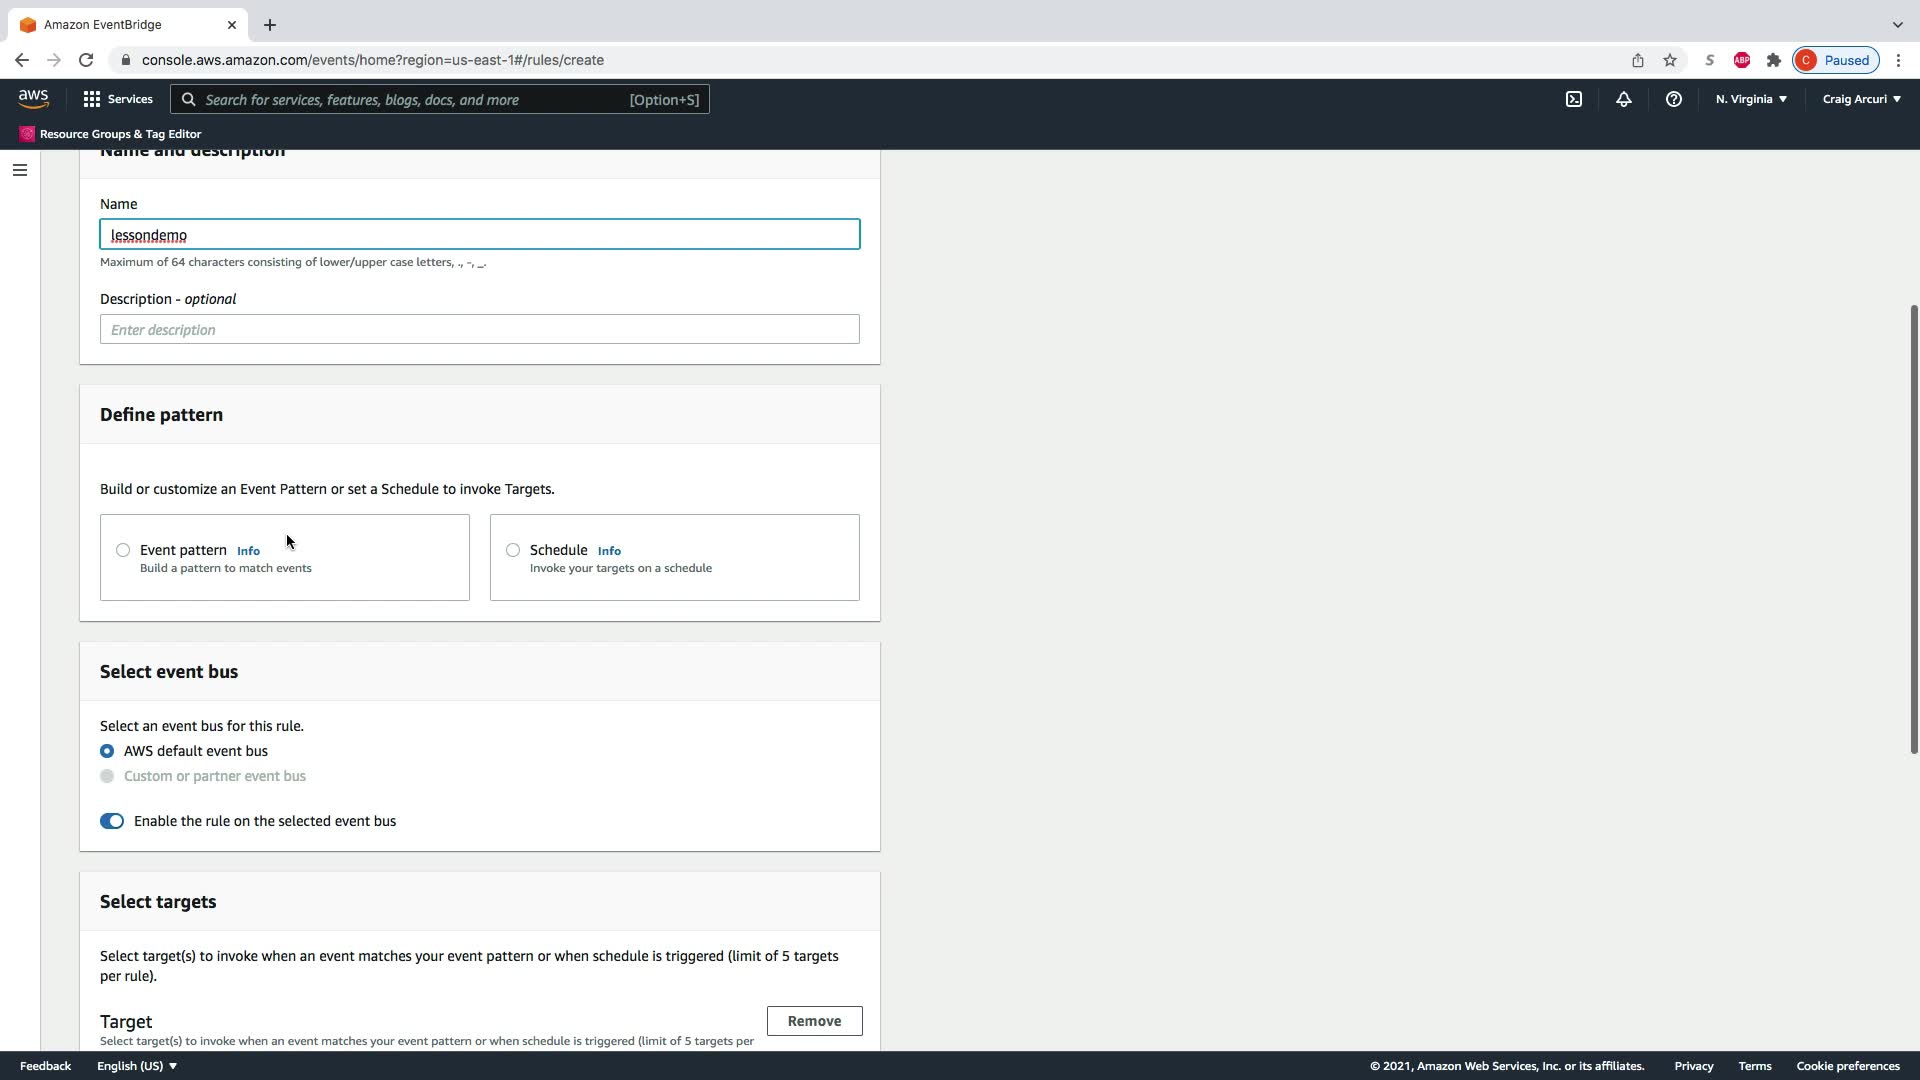 Amazon EventBridge
console.aws.amazon.com/events/home?region=us-east-1#/rules/create
ABP
C Paused
aws
Services
Search for services, features, blogs, docs, and more [Option+S]
N. Virginia
Craig Arcuri
Resource Groups & Tag Editor
Name and description
Name
lessondemo
Maximum of 64 characters consisting of lower/upper case letters, ., -, _.
Description - optional
Enter description
Define pattern
Build or customize an Event Pattern or set a Schedule to invoke Targets.
Event pattern Info
Build a pattern to match events
Schedule Info
Invoke your targets on a schedule
Select event bus
Select an event bus for this rule.
AWS default event bus
Custom or partner event bus
Enable the rule on the selected event bus
Select targets
Select target(s) to invoke when an event matches your event pattern or when schedule is triggered (limit of 5 targets
per rule).
Target
Remove
Select target(s) to invoke when an event matches your event pattern or when schedule is triggered (limit of 5 targets per
Feedback
English (US)
© 2021, Amazon Web Services, Inc. or its affiliates.
Privacy
Terms
Cookie preferences